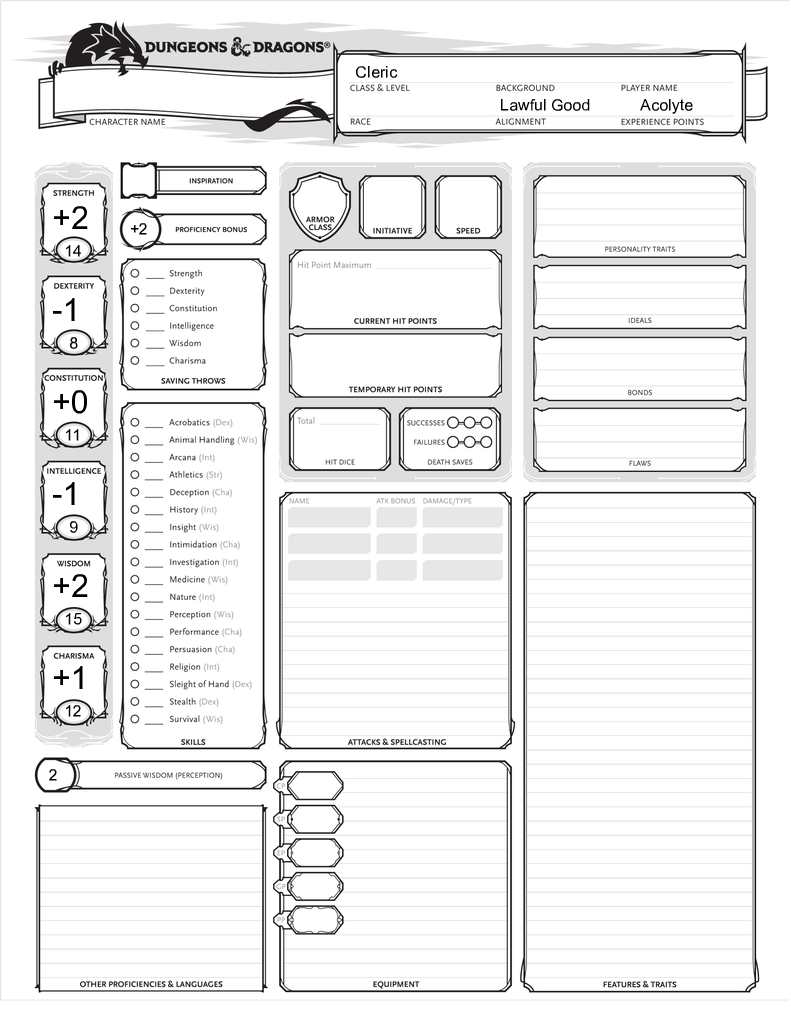 DUNGEONS & DRAGONS®
CHARACTER NAME
Cleric
CLASS & LEVEL BACKGROUND PLAYER NAME
Lawful Good Acolyte
RACE ALIGNMENT EXPERIENCE POINTS
STRENGTH
+2
14
DEXTERITY
-1
8
CONSTITUTION
+0
11
INTELLIGENCE
-1
9
WISDOM
+2
15
CHARISMA
+1
12
INSPIRATION
+2 PROFICIENCY BONUS
Strength
Dexterity
Constitution
Intelligence
Wisdom
Charisma
SAVING THROWS
Acrobatics (Dex)
Animal Handling (Wis)
Arcana (Int)
Athletics (Str)
Deception (Cha)
History (Int)
Insight (Wis)
Intimidation (Cha)
Investigation (Int)
Medicine (Wis)
Nature (Int)
Perception (Wis)
Performance (Cha)
Persuasion (Cha)
Religion (Int)
Sleight of Hand (Dex)
Stealth (Dex)
Survival (Wis)
SKILLS
2 PASSIVE WISDOM (PERCEPTION)
OTHER PROFICIENCIES & LANGUAGES
ARMOR
CLASS
INITIATIVE
SPEED
Hit Point Maximum
CURRENT HIT POINTS
TEMPORARY HIT POINTS
Total
HIT DICE
SUCCESSES
FAILURES
DEATH SAVES
NAME ATK BONUS DAMAGE/TYPE
ATTACKS & SPELLCASTING
CP
SP
EP
GP
PP
EQUIPMENT
PERSONALITY TRAITS
IDEALS
BONDS
FLAWS
FEATURES & TRAITS